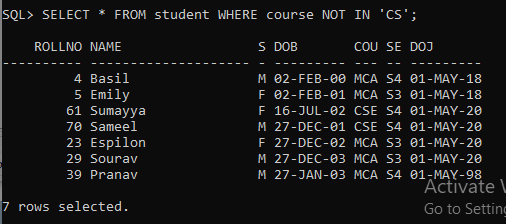 SQL> SELECT * FROM student WHERE course NOT IN 'CS';
ROLLNO NAME S DOB COU SE DOJ
---------- -------------------- - --------- --- -- ---------
4 Basil M 02-FEB-00 MCA S4 01-MAY-18
5 Emily F 02-FEB-01 MCA S3 01-MAY-18
61 Sumayya F 16-JUL-02 CSE S4 01-MAY-20
70 Sameel M 27-DEC-01 CSE S4 01-MAY-20
23 Espilon F 27-DEC-02 MCA S3 01-MAY-20
29 Sourav M 27-DEC-03 MCA S3 01-MAY-20
39 Pranav M 27-JAN-03 MCA S4 01-MAY-98
Activate
7 rows selected.
Go to Setting